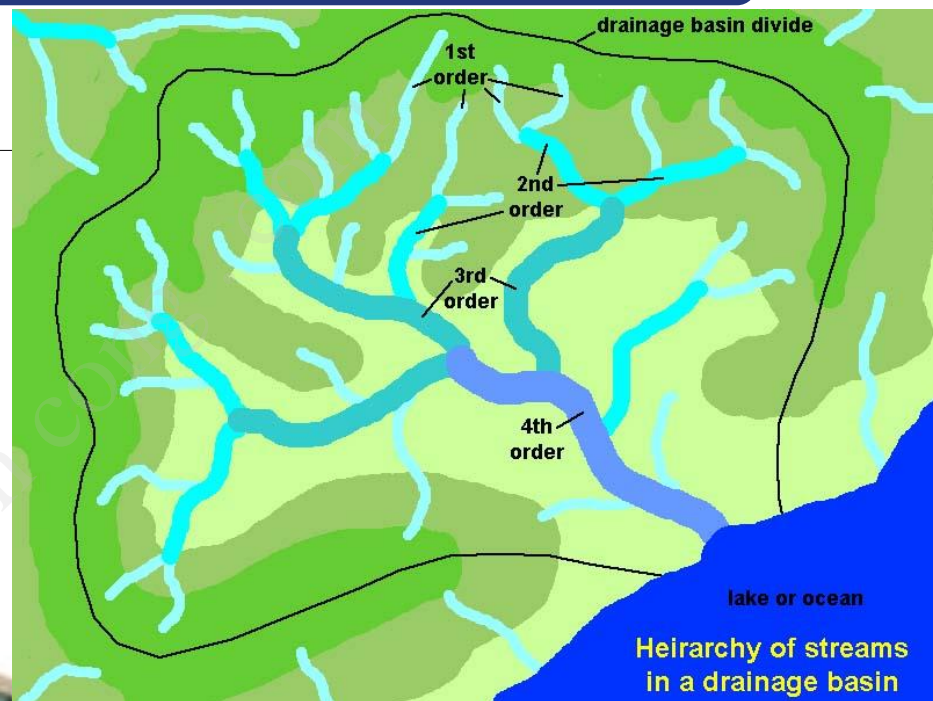 drainage basin divide
1st
order
2nd
order
3rd
order
4th
order
lake or ocean
Heirarchy of streams
in a drainage basin